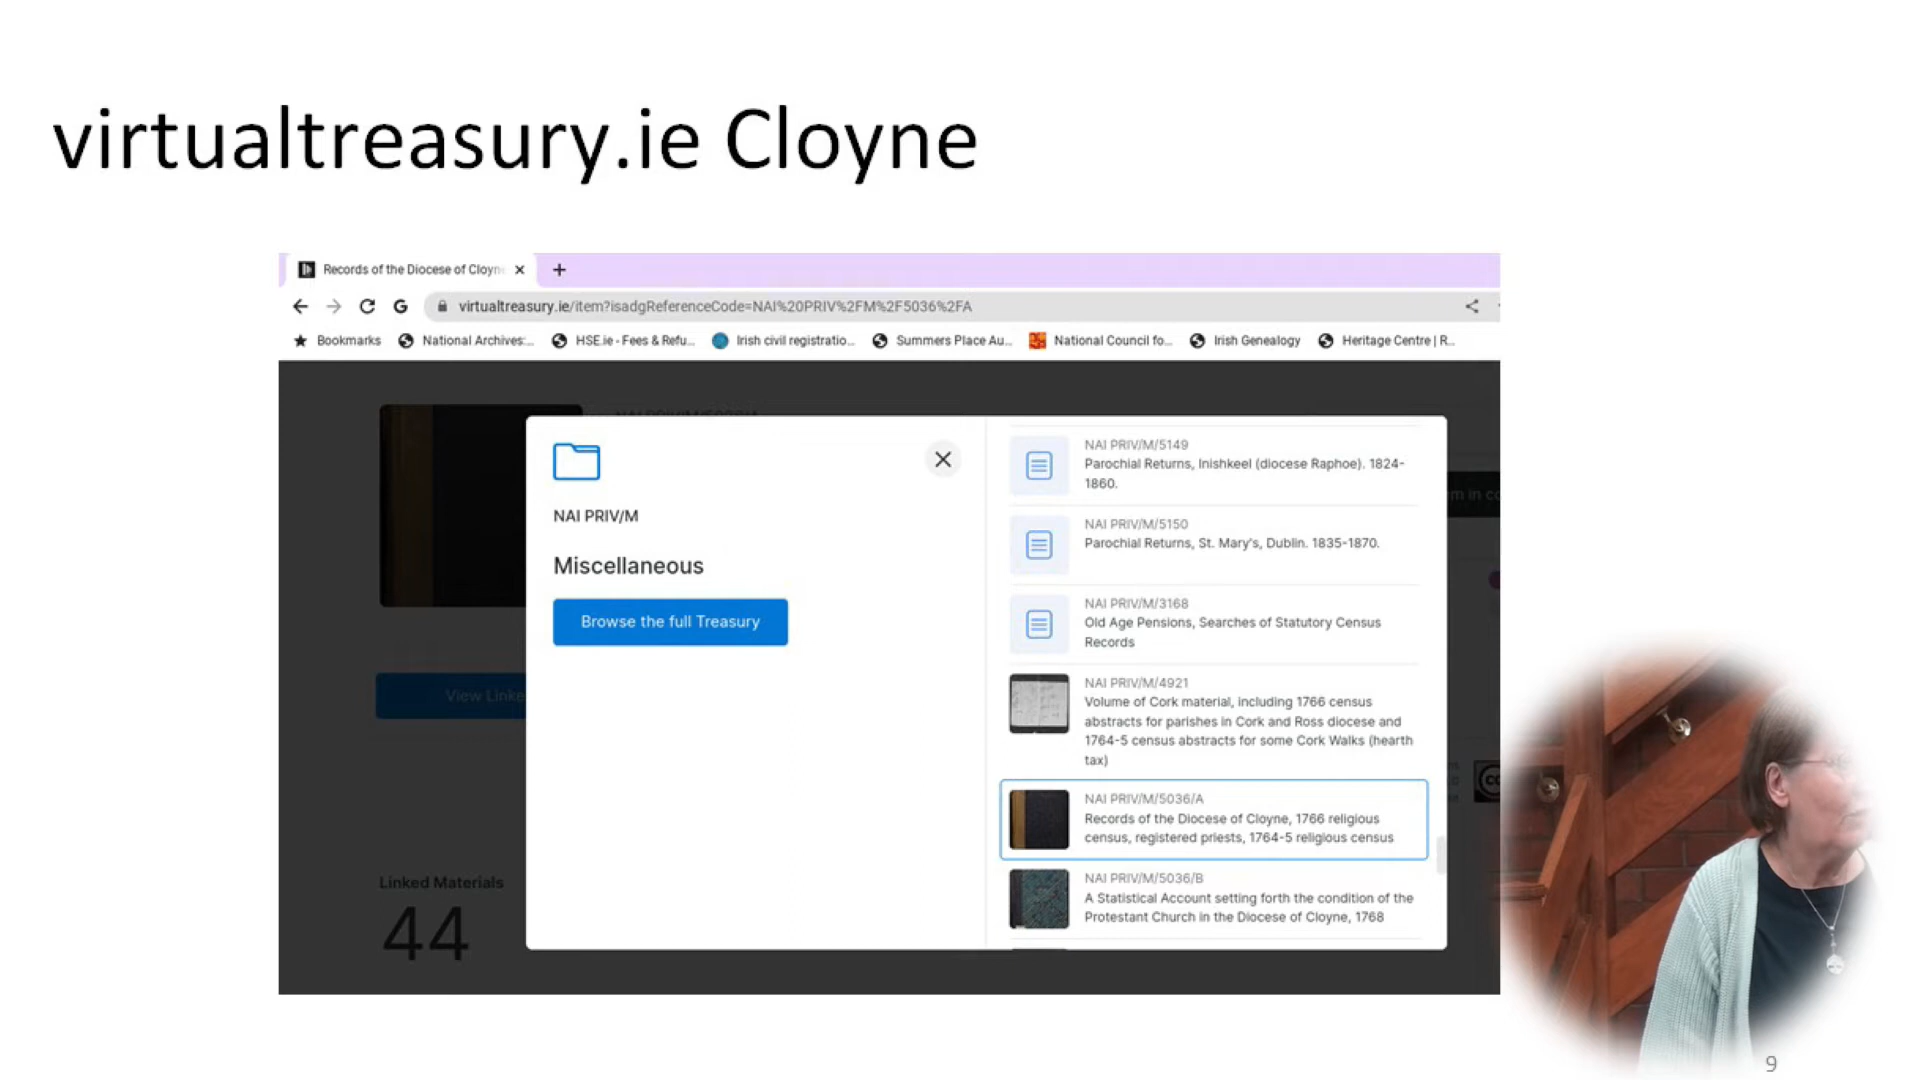 virtualtreasury.ie Cloyne
Records of the Diocese of Cloyn
virtualtreasury.ie/item?isadgReferenceCode=NAI%20PRIV%2FM%2F5036%2FA
Bookmarks National Archives:... HSE.ie - Fees & Refu... Irish civil registratio... Summers Place Au... National Council fo... Irish Genealogy Heritage Centre | R...
NAI PRIV/M
Miscellaneous
Browse the full Treasury
View Linke
Linked Materials
44
NAI PRIV/M/5149
Parochial Returns, Inishkeel (diocese Raphoe). 1824-
1860.
NAI PRIV/M/5150
Parochial Returns, St. Mary's, Dublin. 1835-1870.
NAI PRIV/M/3168
Old Age Pensions, Searches of Statutory Census
Records
NAI PRIV/M/4921
Volume of Cork material, including 1766 census
abstracts for parishes in Cork and Ross diocese and
1764-5 census abstracts for some Cork Walks (hearth
tax)
NAI PRIV/M/5036/A
Records of the Diocese of Cloyne, 1766 religious
census, registered priests, 1764-5 religious census
NAI PRIV/M/5036/B
A Statistical Account setting forth the condition of the
Protestant Church in the Diocese of Cloyne, 1768
m in co
9